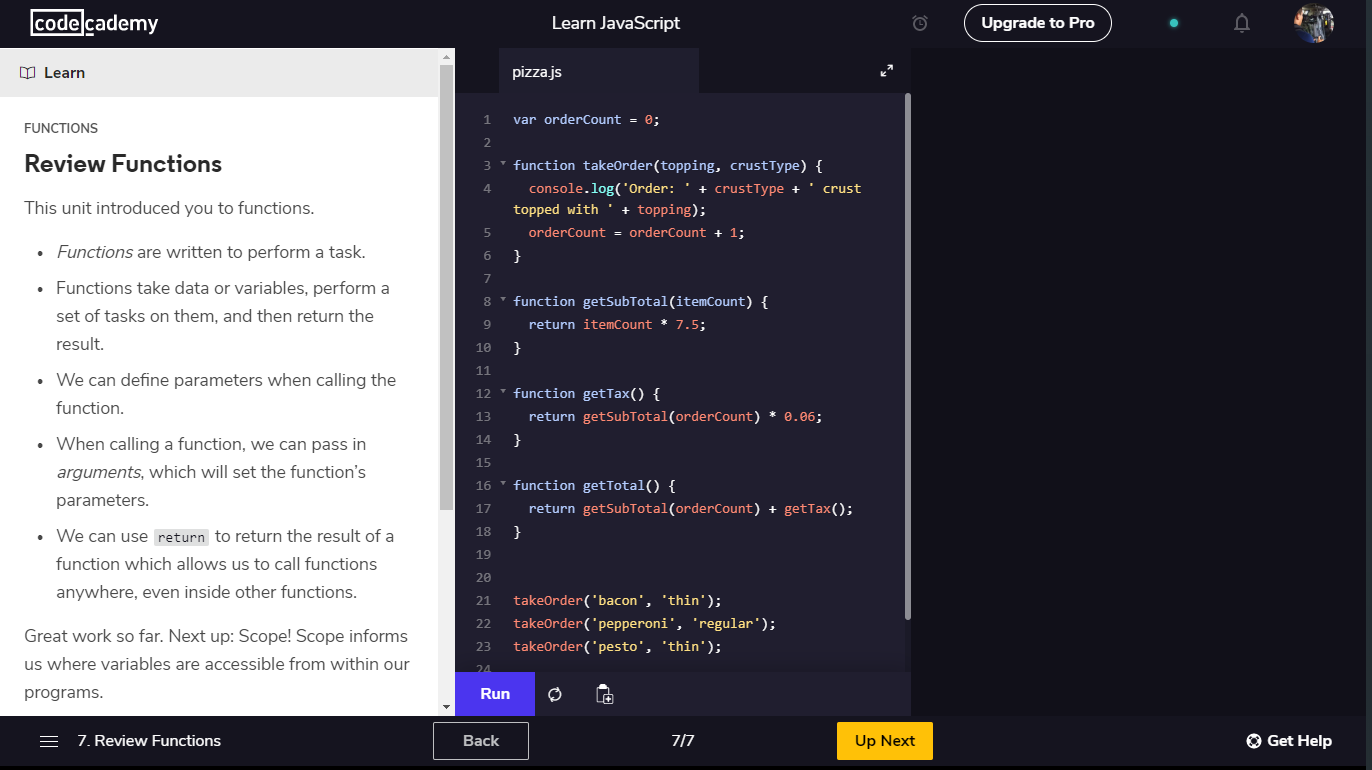 codecademy
Learn JavaScript
Upgrade to Pro
Learn
FUNCTIONS
Review Functions
This unit introduced you to functions.
Functions are written to perform a task.
Functions take data or variables, perform a
set of tasks on them, and then return the
result.
We can define parameters when calling the
function.
When calling a function, we can pass in
arguments, which will set the function's
parameters.
We can use return to return the result of a
function which allows us to call functions
anywhere, even inside other functions.
Great work so far. Next up: Scope! Scope informs
us where variables are accessible from within our
programs.
pizza.js
1 var orderCount = 0;
2
3 function takeOrder(topping, crustType) {
4 console.log('Order: ' + crustType + ' crust
topped with ' + topping);
5 orderCount = orderCount + 1;
6 }
7
8 function getSubTotal(itemCount) {
9 return itemCount * 7.5;
10 }
11
12 function getTax() {
13 return getSubTotal(orderCount) * 0.06;
14 }
15
16 function getTotal() {
17 return getSubTotal(orderCount) + getTax();
18 }
19
20
21 takeOrder('bacon', 'thin');
22 takeOrder('pepperoni', 'regular');
23 takeOrder('pesto', 'thin');
24
Run
7. Review Functions
Back
7/7
Up Next
Get Help